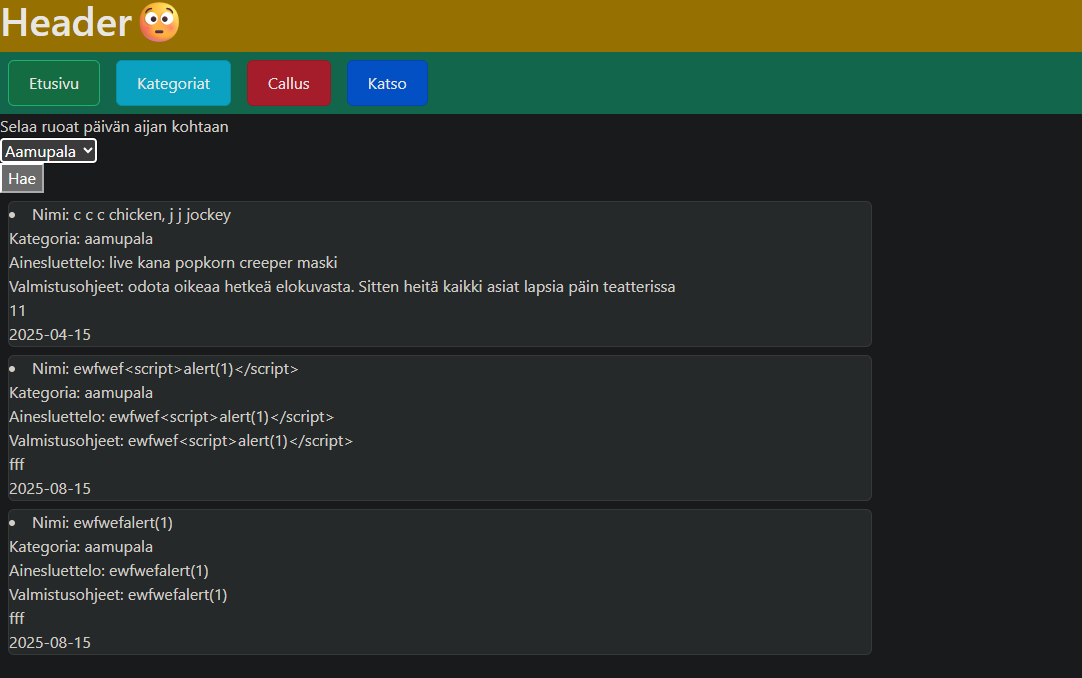 Header 😳
Etusivu Kategoriat Callus Katso
Selaa ruoat päivän aijan kohtaan
Aamupala
Hae
Nimi: c c c chicken, j j jockey
Kategoria: aamupala
Ainesluettelo: live kana popkorn creeper maski
Valmistusohjeet: odota oikeaa hetkeä elokuvasta. Sitten heitä kaikki asiat lapsia päin teatterissa
11
2025-04-15
Nimi: ewfwef<script>alert(1)</script>
Kategoria: aamupala
Ainesluettelo: ewfwef<script>alert(1)</script>
Valmistusohjeet: ewfwef<script>alert(1)</script>
fff
2025-08-15
Nimi: ewfwefalert(1)
Kategoria: aamupala
Ainesluettelo: ewfwefalert(1)
Valmistusohjeet: ewfwefalert(1)
fff
2025-08-15